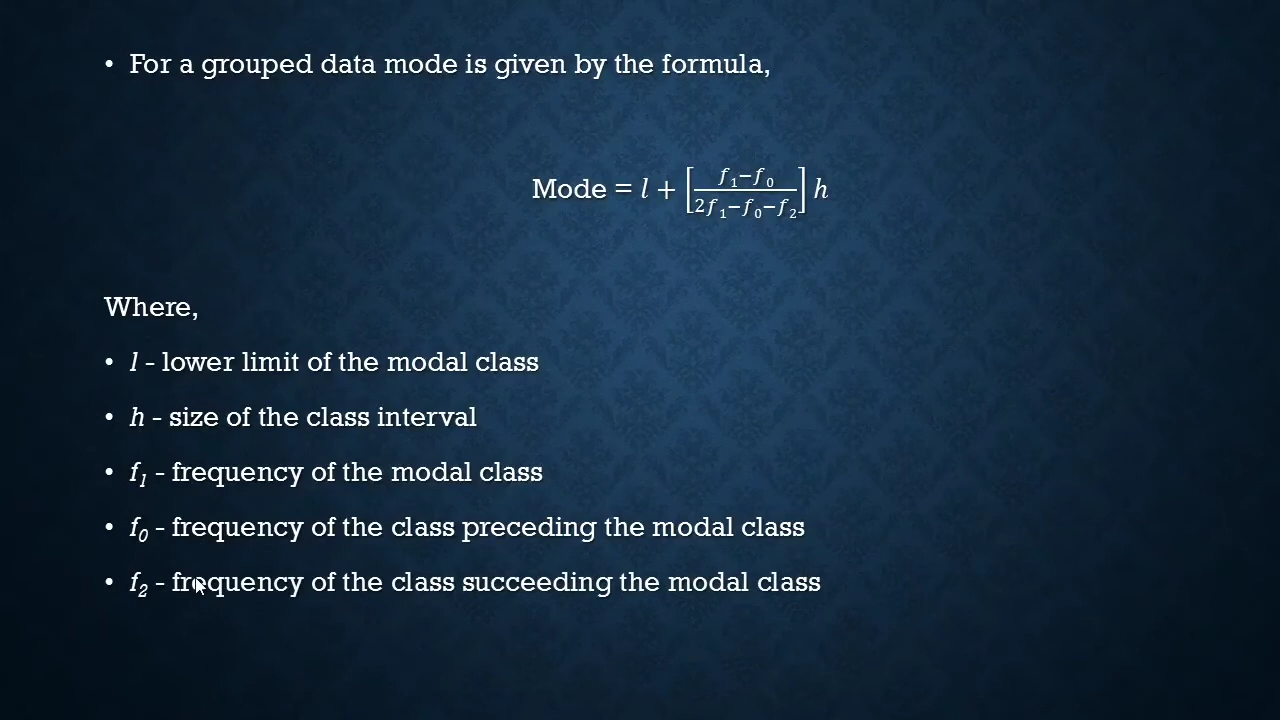 • For a grouped data mode is given by the formula,
Mode = l + [(f₁−f₀)/(2f₁−f₀−f₂)] h
Where,
• l - lower limit of the modal class
• h - size of the class interval
• f₁ - frequency of the modal class
• f₀ - frequency of the class preceding the modal class
• f₂ - frequency of the class succeeding the modal class